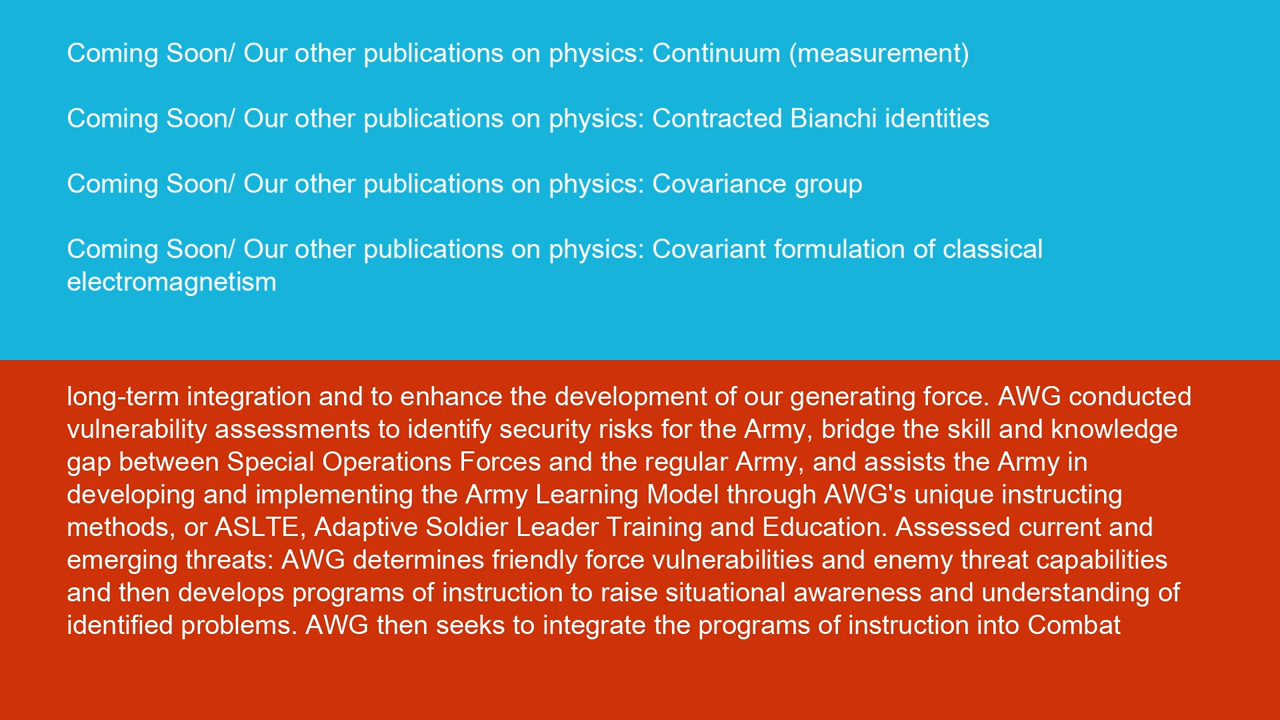 Coming Soon/ Our other publications on physics: Continuum (measurement)
Coming Soon/ Our other publications on physics: Contracted Bianchi identities
Coming Soon/ Our other publications on physics: Covariance group
Coming Soon/ Our other publications on physics: Covariant formulation of classical
electromagnetism
long-term integration and to enhance the development of our generating force. AWG conducted
vulnerability assessments to identify security risks for the Army, bridge the skill and knowledge
gap between Special Operations Forces and the regular Army, and assists the Army in
developing and implementing the Army Learning Model through AWG's unique instructing
methods, or ASLTE, Adaptive Soldier Leader Training and Education. Assessed current and
emerging threats: AWG determines friendly force vulnerabilities and enemy threat capabilities
and then develops programs of instruction to raise situational awareness and understanding of
identified problems. AWG then seeks to integrate the programs of instruction into Combat